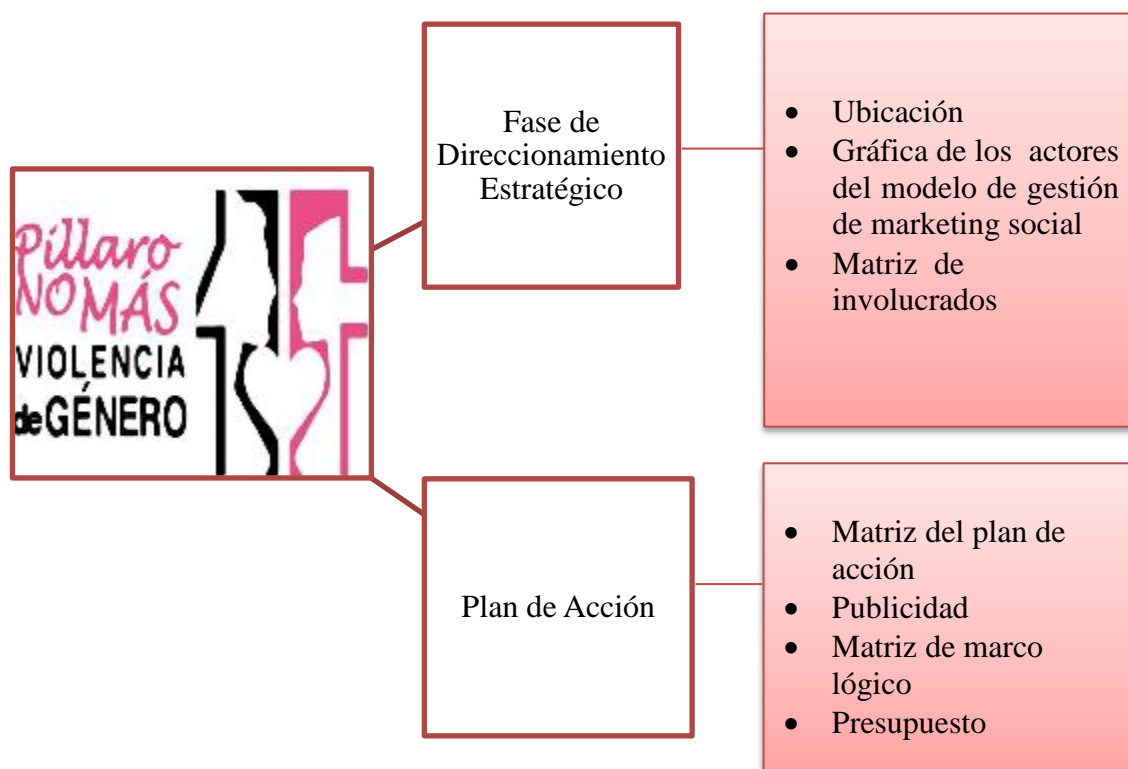 Píllaro
NO MÁS
VIOLENCIA
de GÉNERO
Fase de
Direccionamiento
Estratégico
• Ubicación
• Gráfica de los actores
del modelo de gestión
de marketing social
• Matriz de
involucrados
Plan de Acción
• Matriz del plan de
acción
• Publicidad
• Matriz de marco
lógico
• Presupuesto